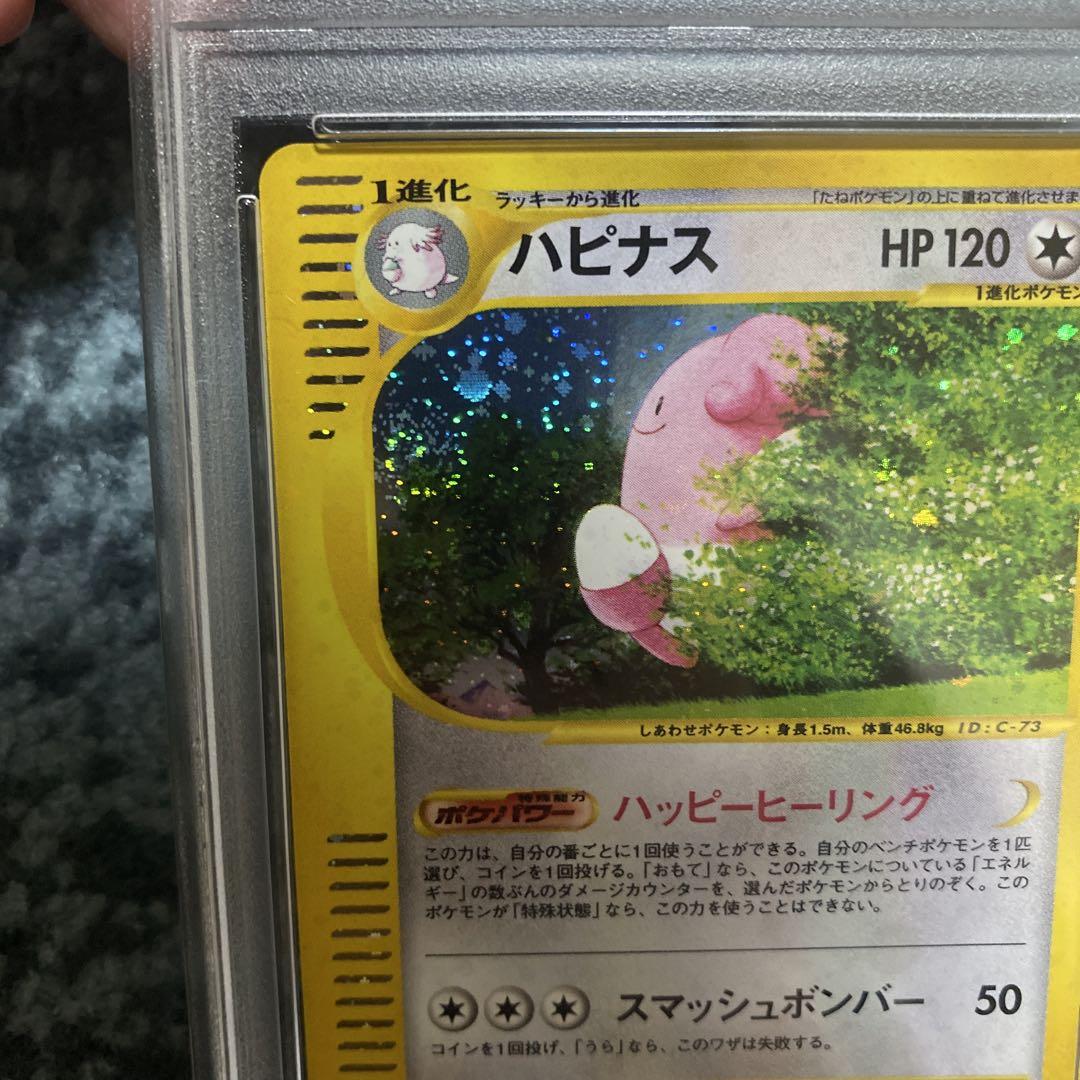 1進化 ラッキーから進化 「たねポケモン」の上に重ねて進化させま
ハピナス HP 120
1進化ポケモン
しあわせポケモン：身長1.5m、体重46.8kg ID:C-73
特殊能力
ポケパワー ハッピーヒーリング
この力は、自分の番ごとに1回使うことができる。自分のベンチポケモンを1匹
選び、コインを1回投げる。「おもて」なら、このポケモンについている「エネル
ギー」の数ぶんのダメージカウンターを、選んだポケモンからとりのぞく。この
ポケモンが「特殊状態」なら、この力を使うことはできない。
スマッシュボンバー 50
コインを1回投げ、「うら」なら、このワザは失敗する。